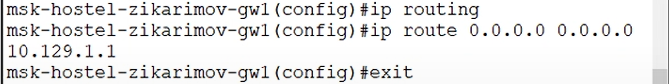 msk-hostel-zikarimov-gw1(config)#ip routing
msk-hostel-zikarimov-gw1(config)#ip route 0.0.0.0 0.0.0.0
10.129.1.1
msk-hostel-zikarimov-gw1(config)#exit